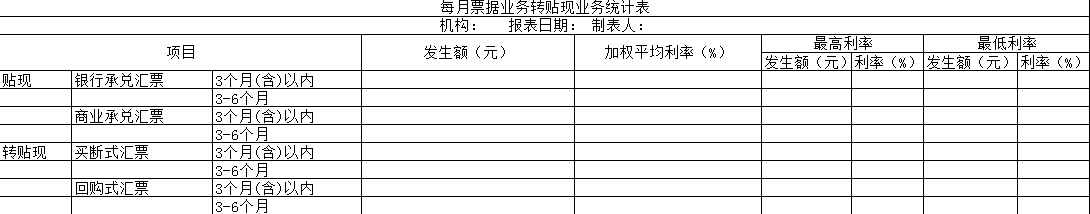 每月票据业务转贴现业务统计表
机构： 报表日期： 制表人：
项目 发生额（元） 加权平均利率（%） 最高利率 最低利率
发生额（元） 利率（%） 发生额（元） 利率（%）
贴现 银行承兑汇票 3个月(含)以内
3-6个月
商业承兑汇票 3个月(含)以内
3-6个月
转贴现 买断式汇票 3个月(含)以内
3-6个月
回购式汇票 3个月(含)以内
3-6个月